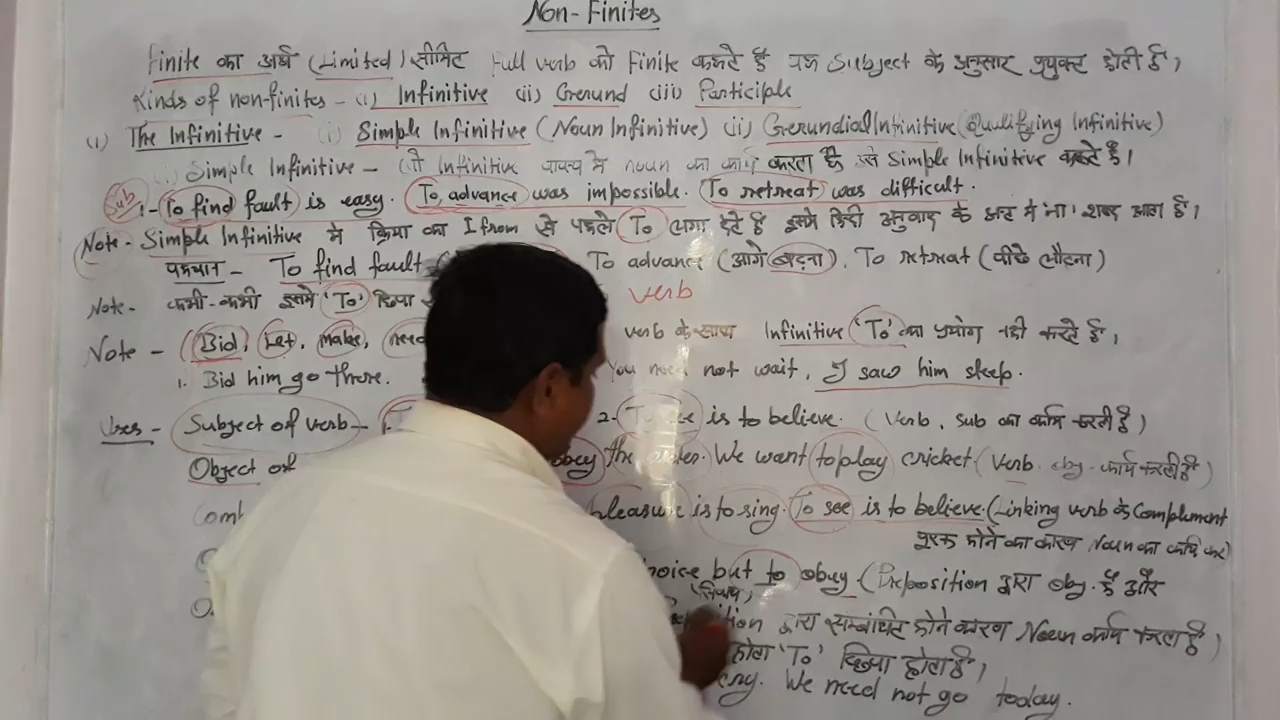 Non-Finites
Finite का अर्थ (Limited) सीमित Full verb को Finite कहते हैं यह Subject के अनुसार प्रयुक्त होती है।
Kinds of non-finites - (i) Infinitive (ii) Gerund (iii) Participle
(1) The Infinitive - (i) Simple Infinitive (Noun Infinitive) (ii) Gerundial Infinitive (Qualifying Infinitive)
Simple Infinitive - जो Infinitive वाक्य में noun का कार्य करता है उसे Simple Infinitive कहते है।
Sub 1 - To find fault is easy. To advance was impossible. To retreat was difficult.
Note - Simple Infinitive में क्रिया का I from से पहले To लगा देते है इसमे हिन्दी अनुवाद के अन्त में ना' शब्द आता है।
पहचान - To find fault To advance (आगे बढ़ना). To retreat (पीछे लौटना)
Note - कभी-कभी इसमें 'To' छिपा verb
Note - (Bid, Let, make, need verb के साथ Infinitive 'To' का प्रयोग नही करते है।
1. Bid him go there. You need not wait, I saw him sleep.
Uses - Subject of verb - 2- To see is to believe. (Verb, Sub का कार्य करती है)
Object of obey the We want to play cricket (Verb. obj. कार्य करती है)
pleasure is to sing. To see is to believe. (Linking verb के Complement
पूरक होने का कारण Noun का कार्य करे)
but to obey (Preposition द्वारा obj. है और
द्वारा सम्बंधित होने कारण Noun कार्य करता है)
होता 'To' छिपा होता है।
cry. We need not go today.